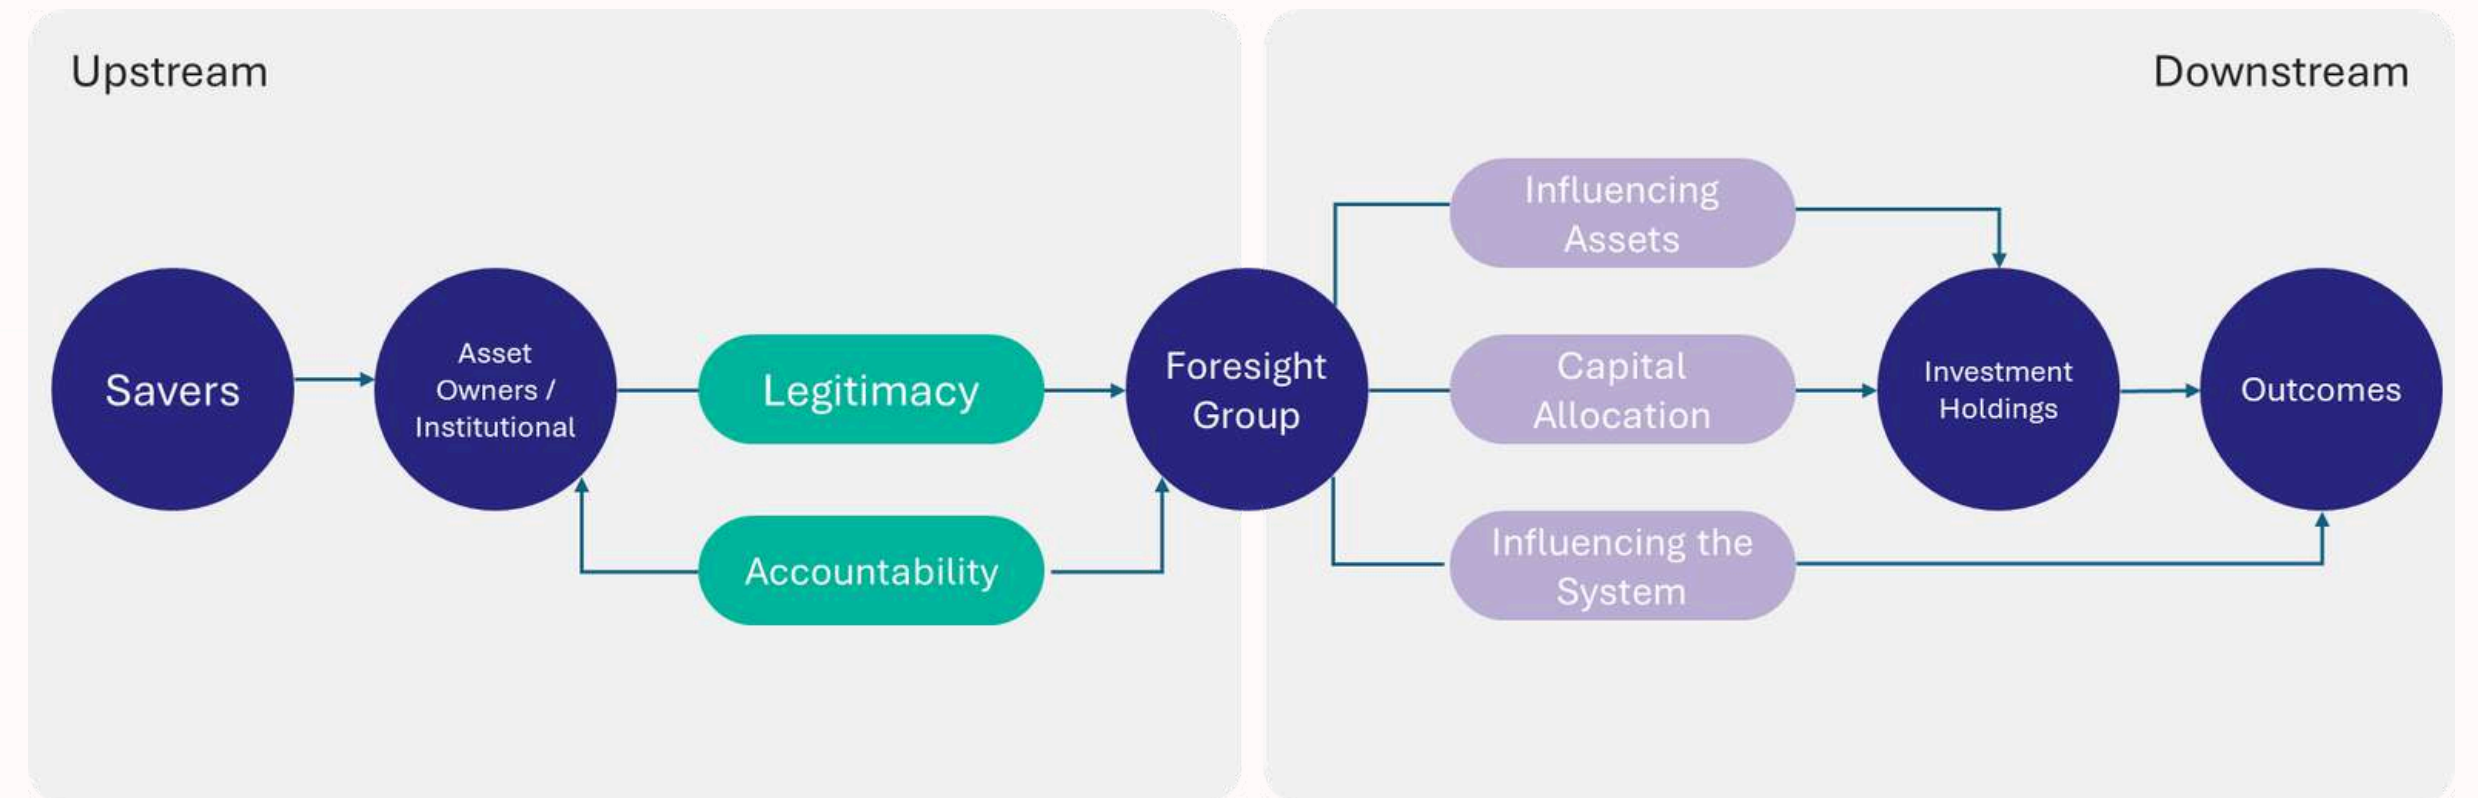 Upstream
Downstream
Savers
Asset
Owners /
Institutional
Legitimacy
Accountability
Foresight
Group
Influencing
Assets
Capital
Allocation
Influencing the
System
Investment
Holdings
Outcomes